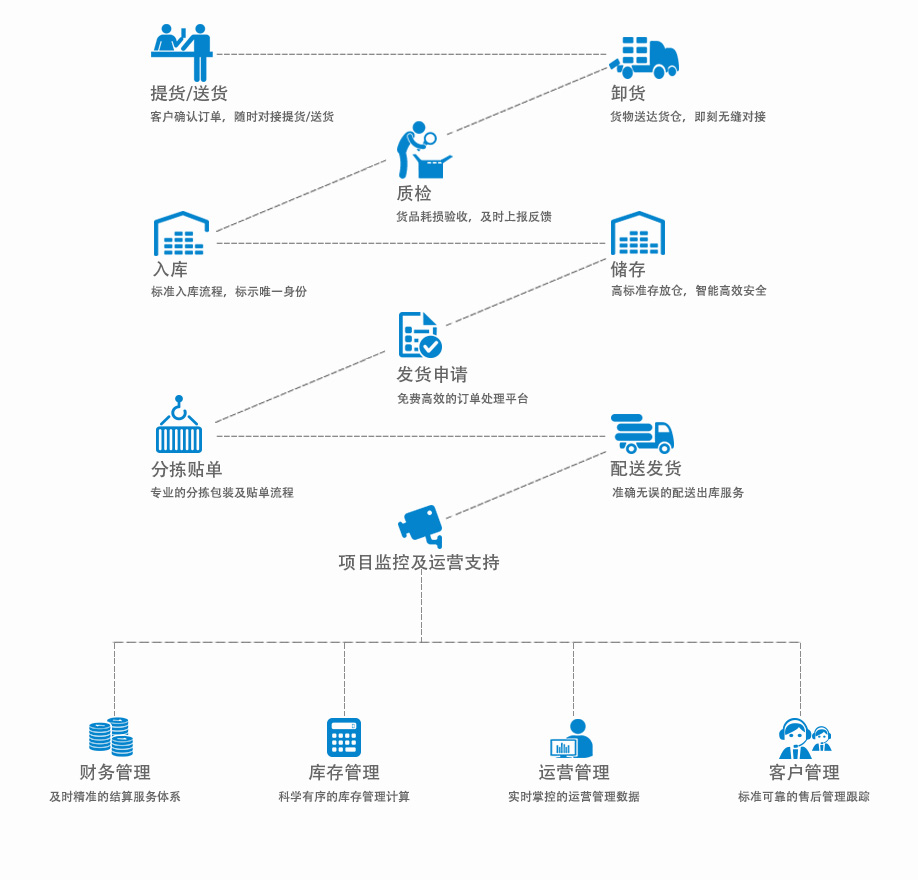 提货/送货
客户确认订单，随时对接提货/送货
卸货
货物送达货仓，即刻无缝对接
质检
货品耗损验收，及时上报反馈
入库
标准入库流程，标示唯一身份
储存
高标准存放仓，智能高效安全
发货申请
免费高效的订单处理平台
分拣贴单
专业的分拣包装及贴单流程
配送发货
准确无误的配送出库服务
项目监控及运营支持
财务管理
及时精准的结算服务体系
库存管理
科学有序的库存管理计算
运营管理
实时掌控的运营管理数据
客户管理
标准可靠的售后管理跟踪